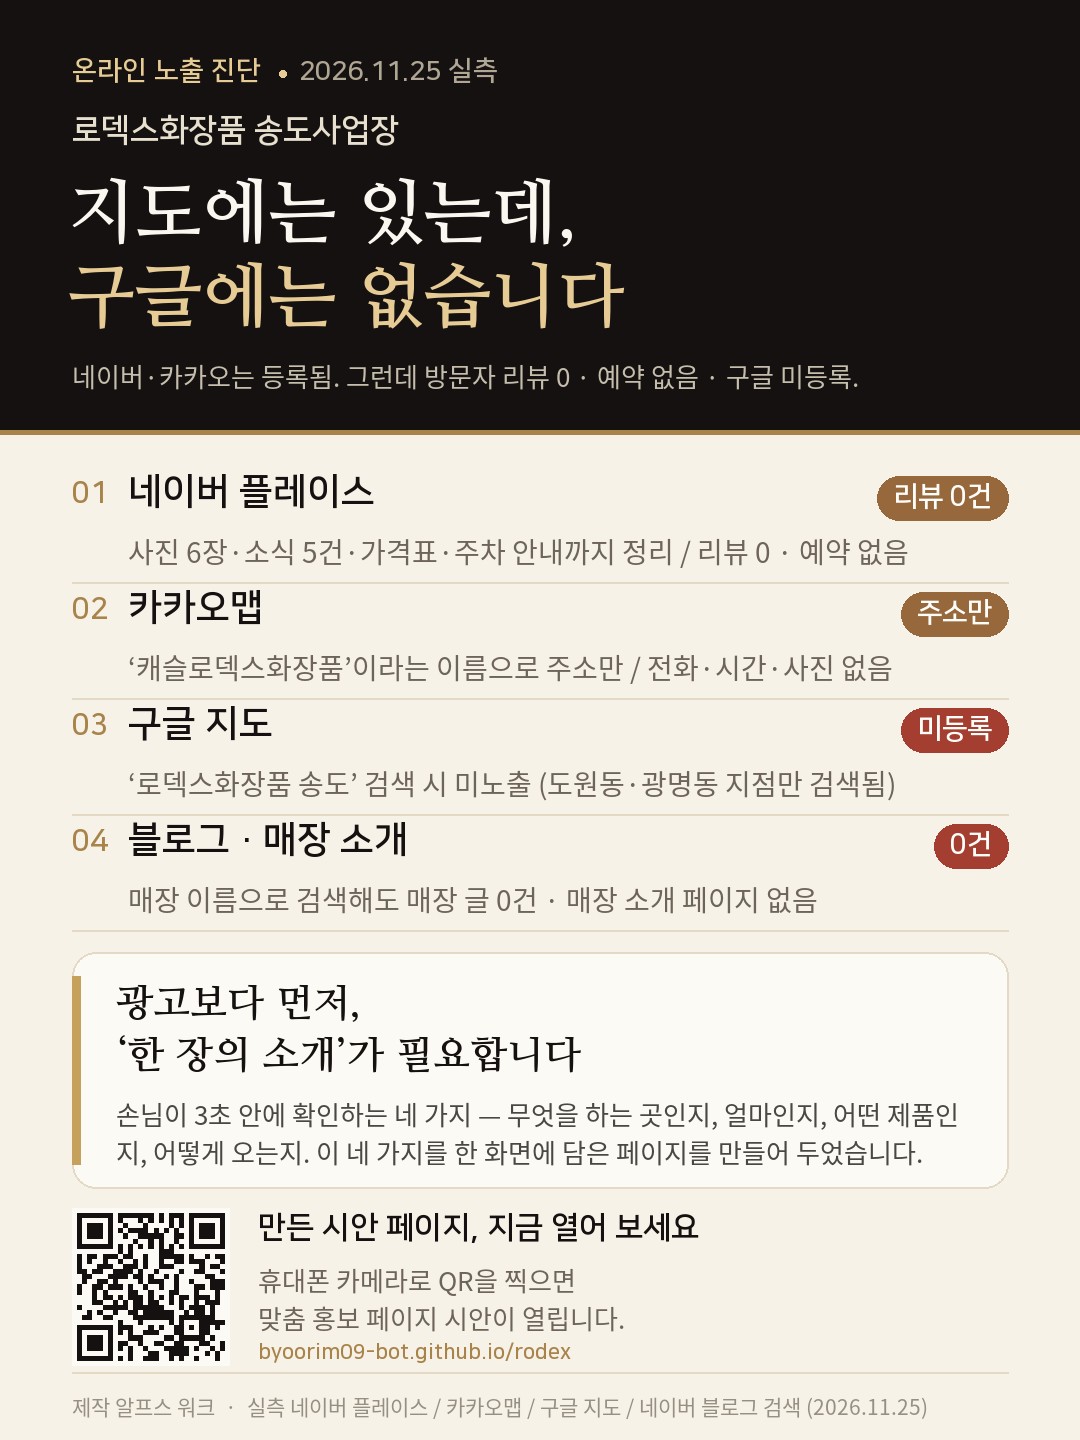 온라인 노출 진단 • 2026.11.25 실측
로덱스화장품 송도사업장
지도에는 있는데,
구글에는 없습니다
네이버·카카오는 등록됨. 그런데 방문자 리뷰 0 · 예약 없음 · 구글 미등록.
01 네이버 플레이스 리뷰 0건
사진 6장·소식 5건·가격표·주차 안내까지 정리 / 리뷰 0 · 예약 없음
02 카카오맵 주소만
‘캐슬로덱스화장품’이라는 이름으로 주소만 / 전화·시간·사진 없음
03 구글 지도 미등록
‘로덱스화장품 송도’ 검색 시 미노출 (도원동·광명동 지점만 검색됨)
04 블로그 · 매장 소개 0건
매장 이름으로 검색해도 매장 글 0건 · 매장 소개 페이지 없음
광고보다 먼저,
‘한 장의 소개’가 필요합니다
손님이 3초 안에 확인하는 네 가지 — 무엇을 하는 곳인지, 얼마인지, 어떤 제품인
지, 어떻게 오는지. 이 네 가지를 한 화면에 담은 페이지를 만들어 두었습니다.
만든 시안 페이지, 지금 열어 보세요
휴대폰 카메라로 QR을 찍으면
맞춤 홍보 페이지 시안이 열립니다.
byoorim09-bot.github.io/rodex
제작 알프스 워크 · 실측 네이버 플레이스 / 카카오맵 / 구글 지도 / 네이버 블로그 검색 (2026.11.25)